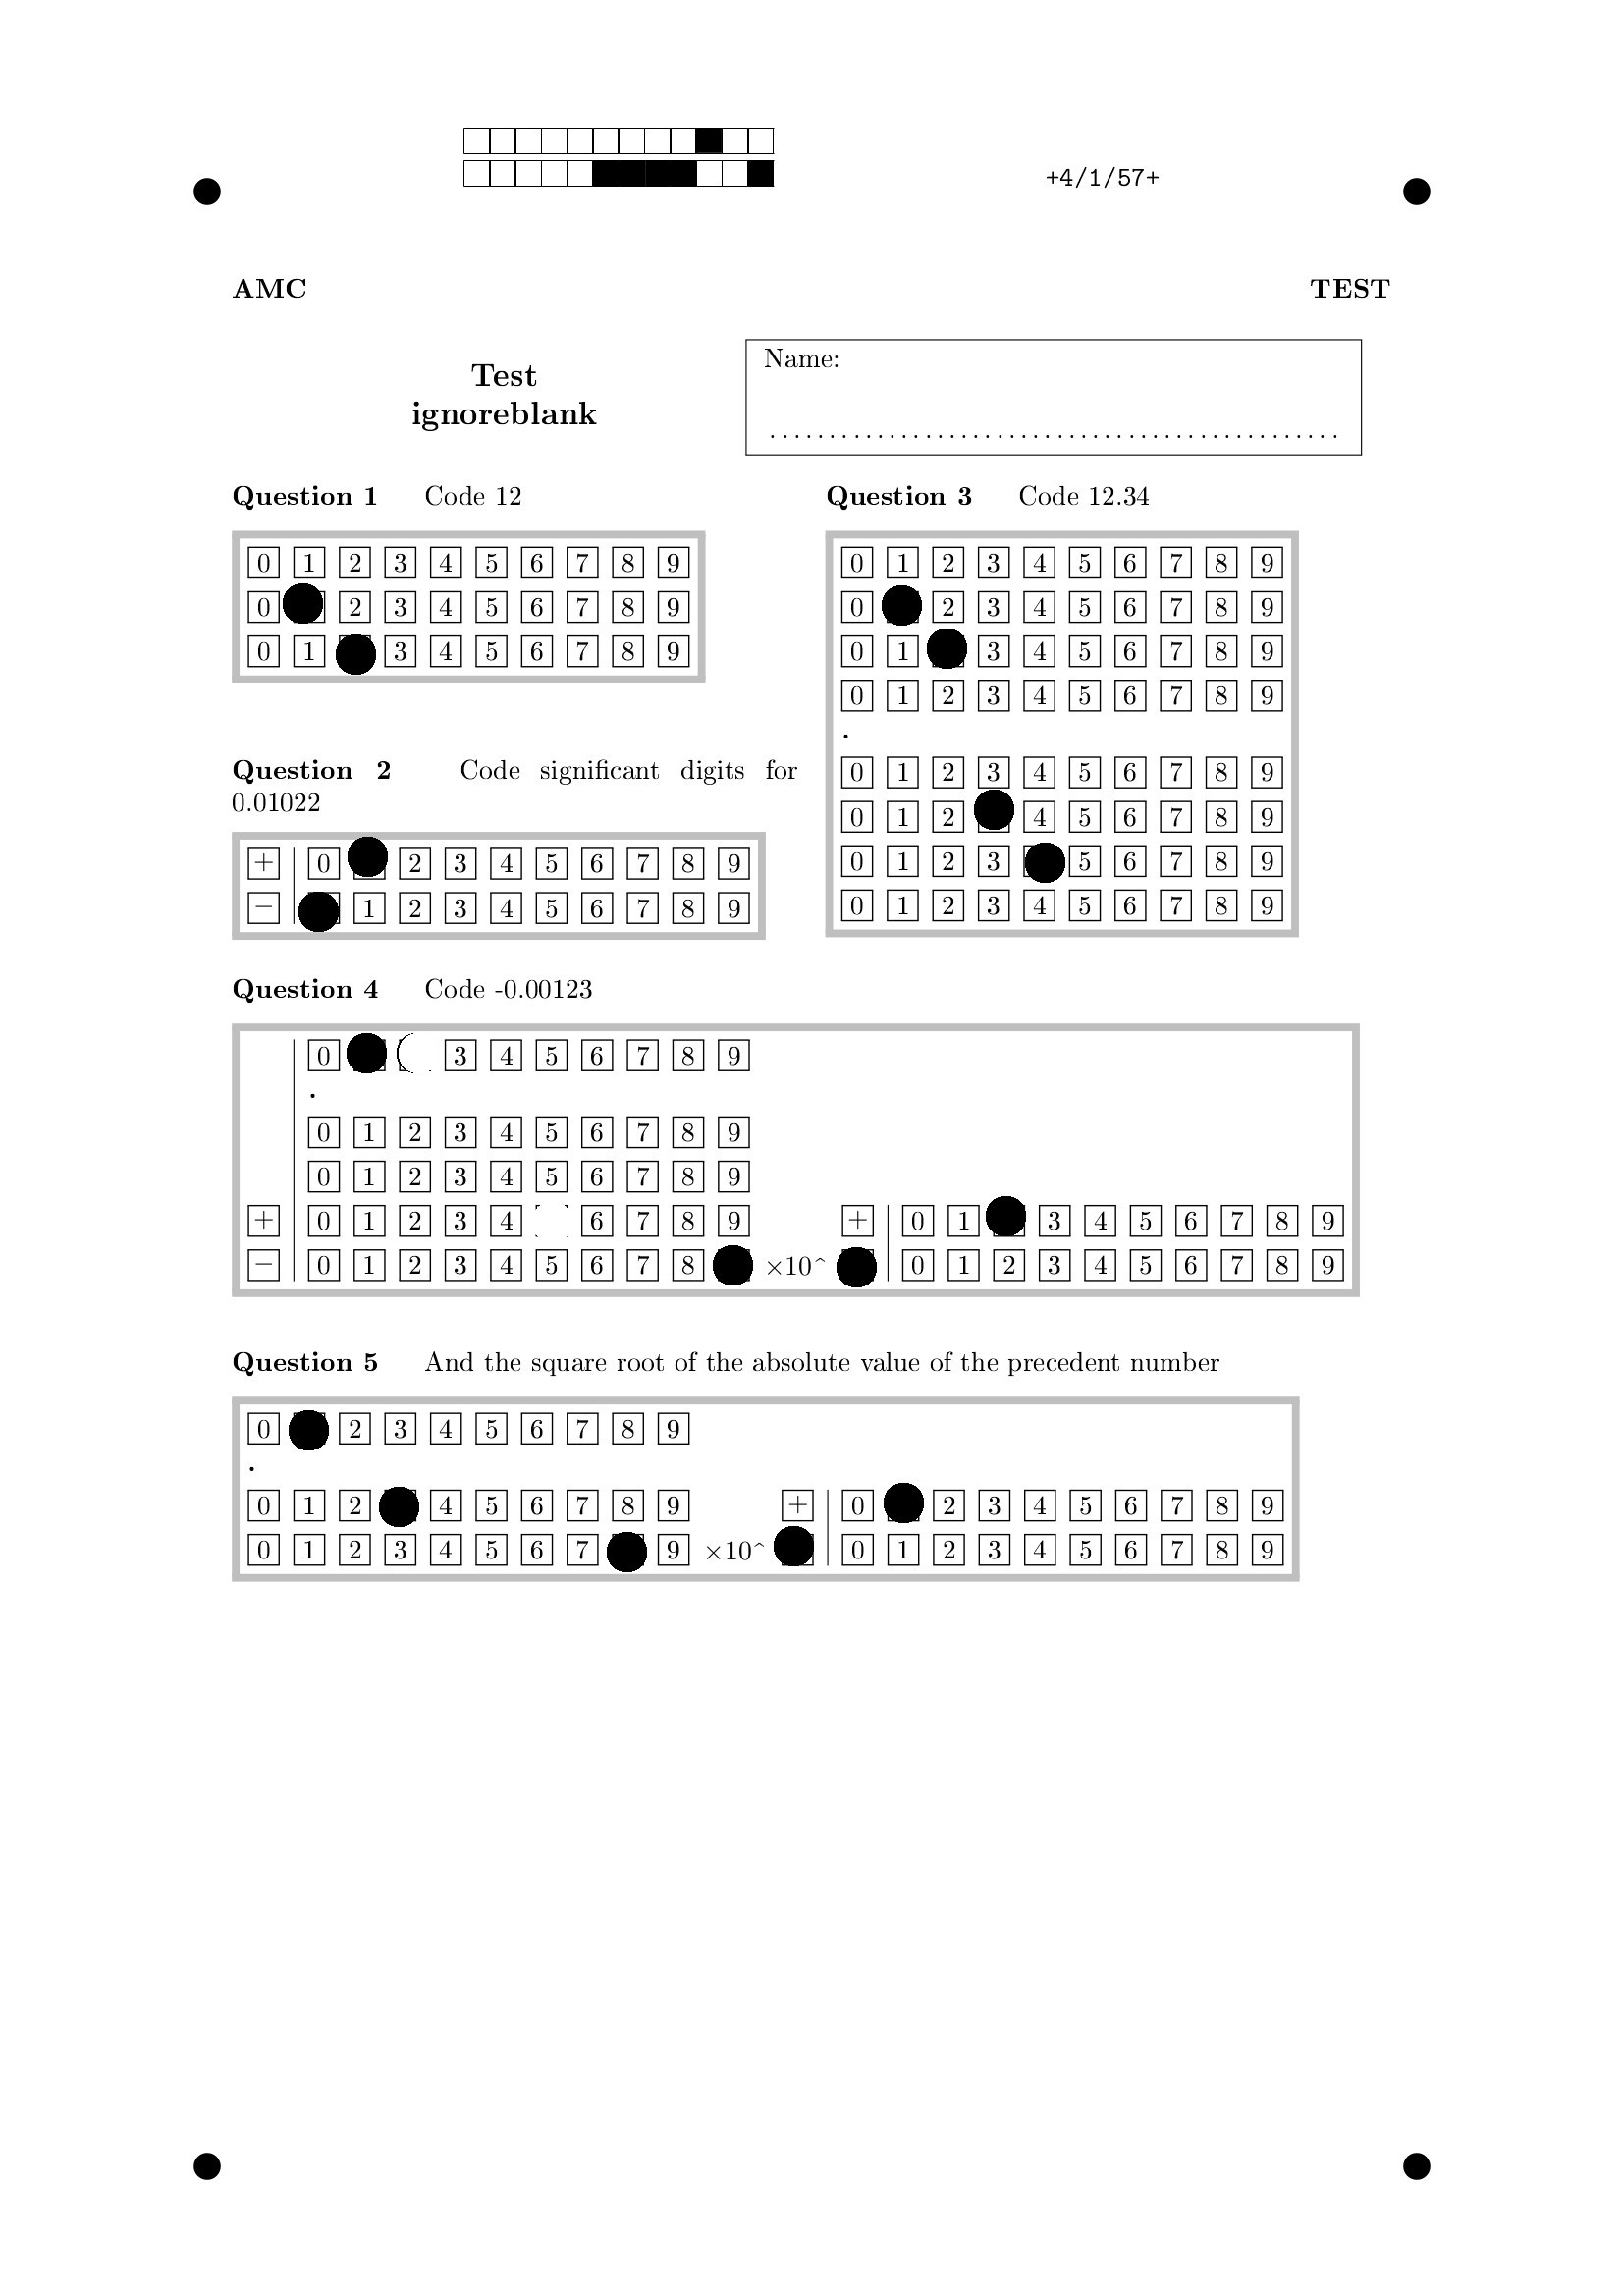 +4/1/57+
AMC TEST
Test
ignoreblank
Name:
................................................
Question 1 Code 12
0 1 2 3 4 5 6 7 8 9
0 2 3 4 5 6 7 8 9
0 1 3 4 5 6 7 8 9
Question 2 Code significant digits for
0.01022
+ 0 2 3 4 5 6 7 8 9
− 1 2 3 4 5 6 7 8 9
Question 3 Code 12.34
0 1 2 3 4 5 6 7 8 9
0 2 3 4 5 6 7 8 9
0 1 3 4 5 6 7 8 9
0 1 2 3 4 5 6 7 8 9
.
0 1 2 3 4 5 6 7 8 9
0 1 2 4 5 6 7 8 9
0 1 2 3 5 6 7 8 9
0 1 2 3 4 5 6 7 8 9
Question 4 Code -0.00123
0 3 4 5 6 7 8 9
.
0 1 2 3 4 5 6 7 8 9
0 1 2 3 4 5 6 7 8 9
+ 0 1 2 3 4 6 7 8 9 + 0 1 3 4 5 6 7 8 9
− 0 1 2 3 4 5 6 7 8 ×10^ 0 1 2 3 4 5 6 7 8 9
Question 5 And the square root of the absolute value of the precedent number
0 2 3 4 5 6 7 8 9
.
0 1 2 4 5 6 7 8 9 + 0 2 3 4 5 6 7 8 9
0 1 2 3 4 5 6 7 9 ×10^ 0 1 2 3 4 5 6 7 8 9